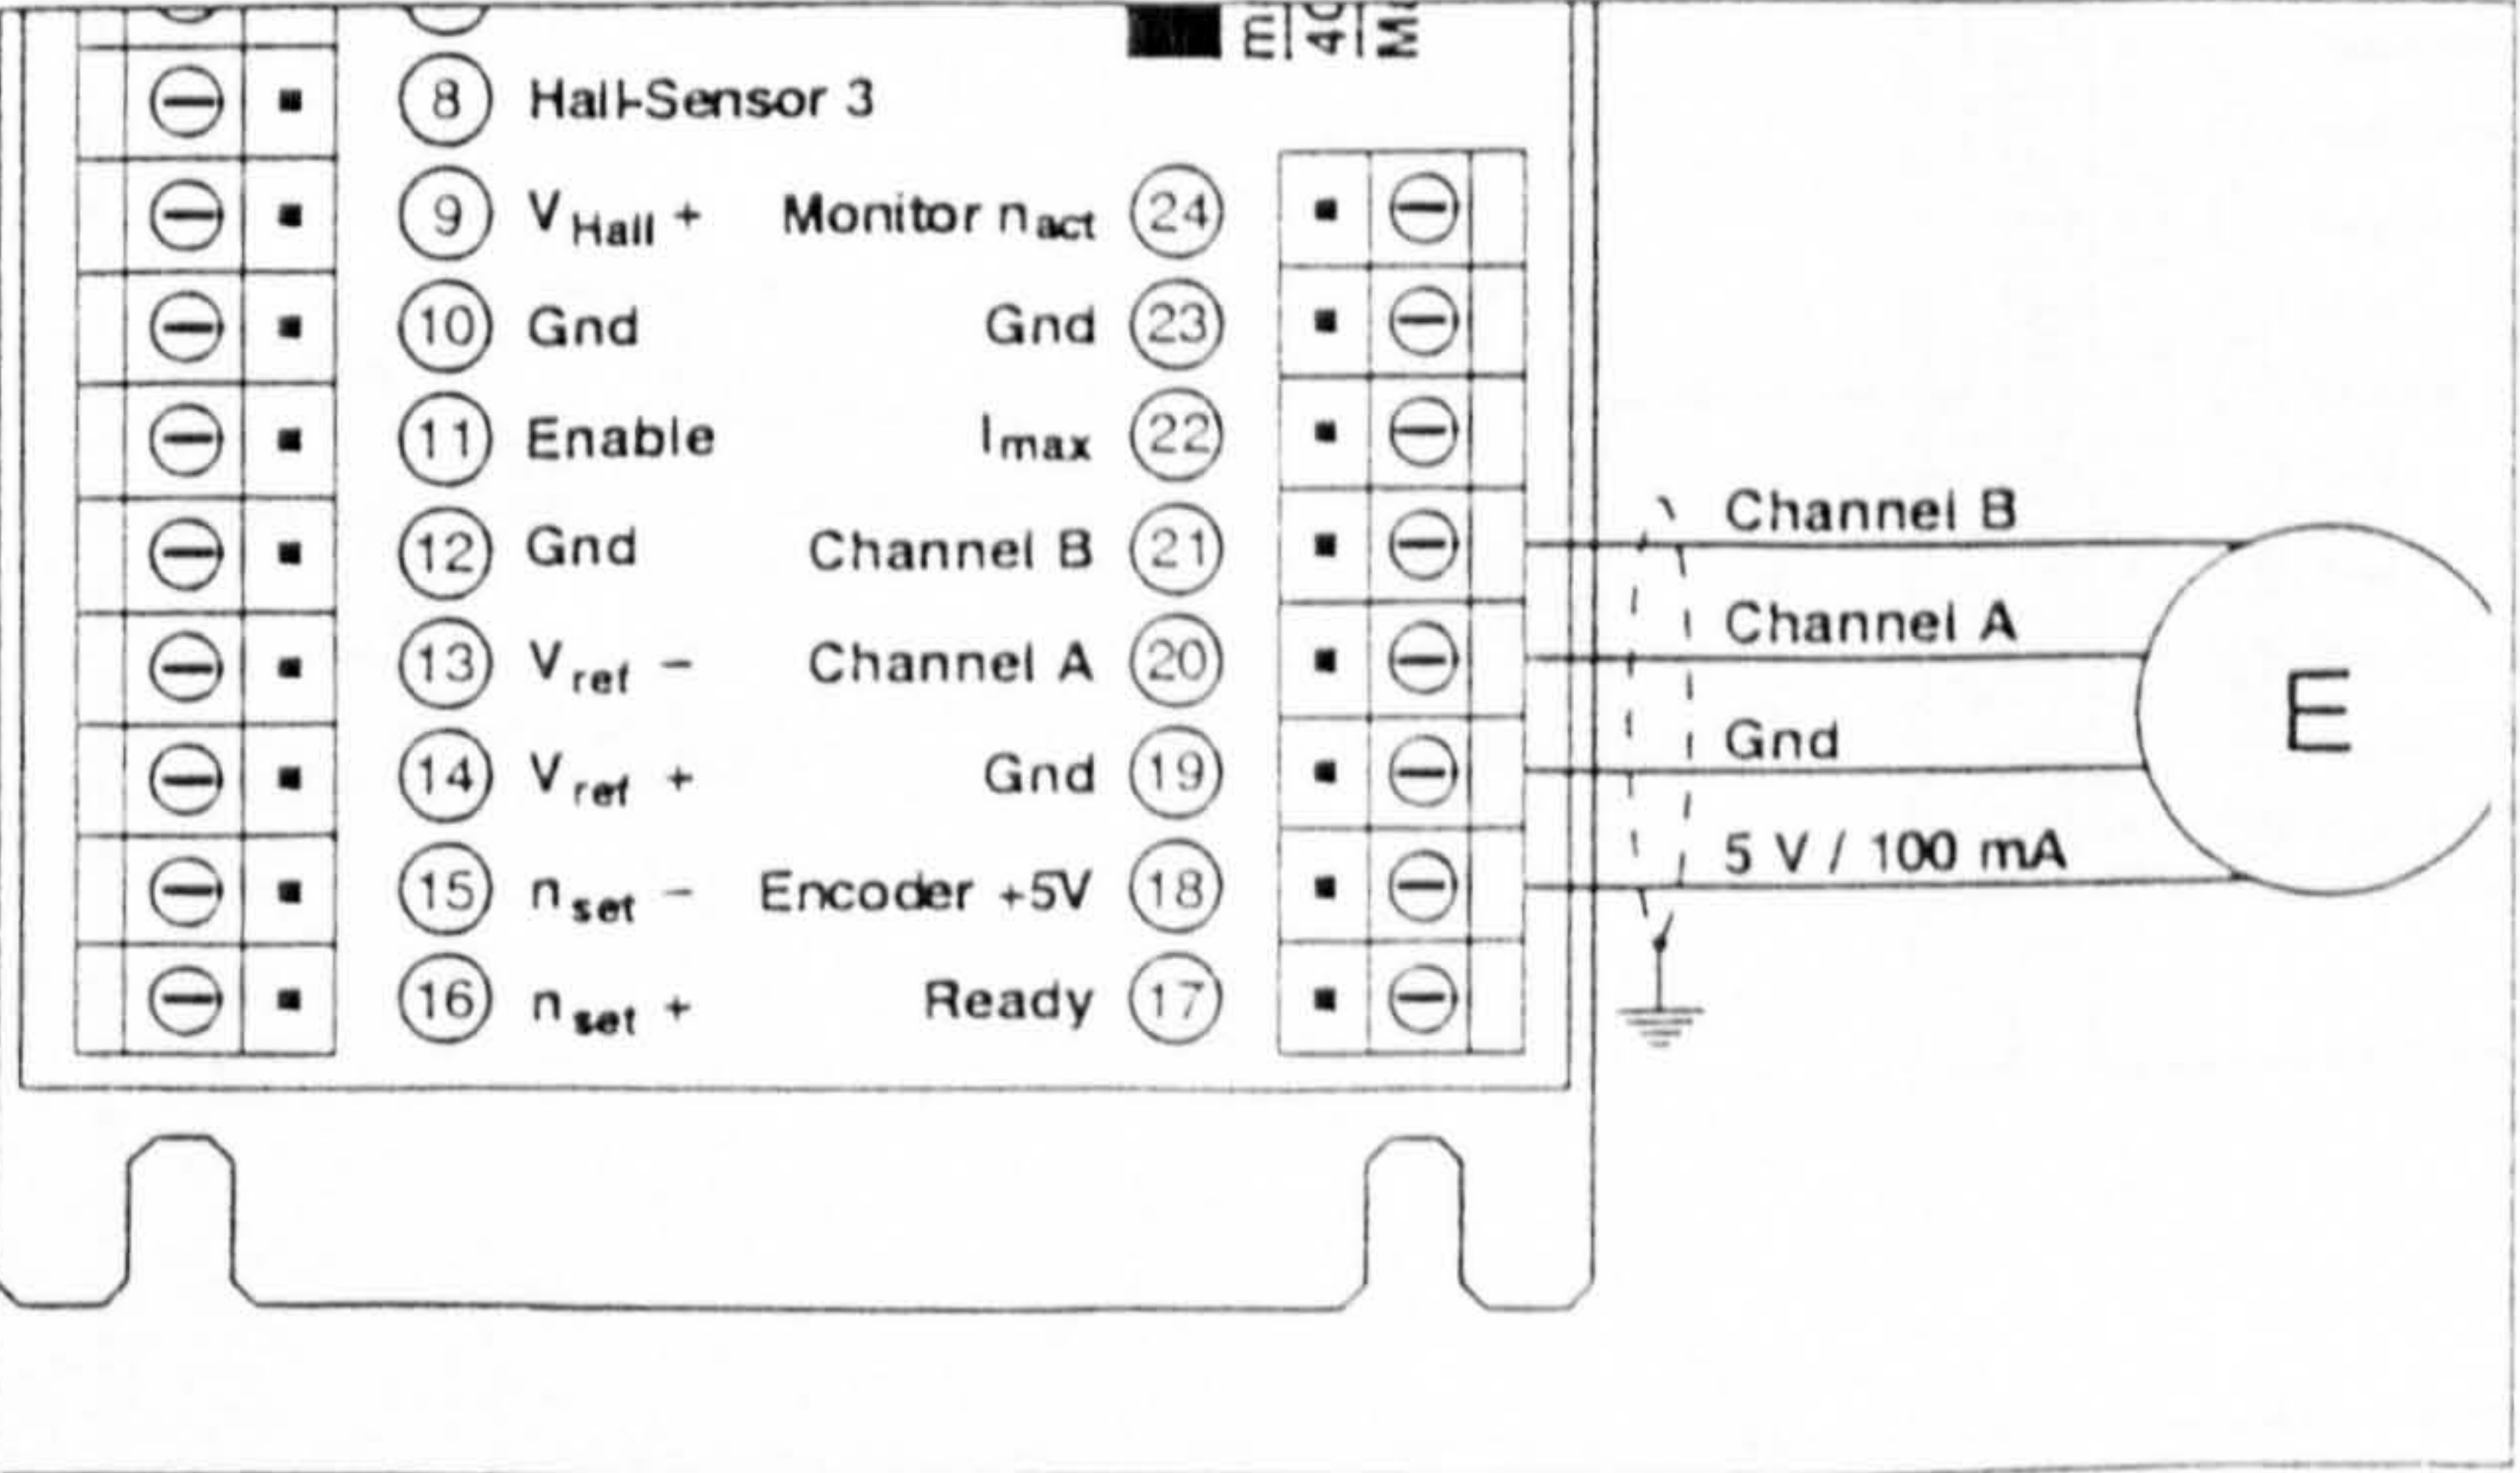 8 Hall-Sensor 3
9 V Hall + Monitor n act 24
10 Gnd Gnd 23
11 Enable I max 22
12 Gnd Channel B 21
13 V ref − Channel A 20
14 V ref + Gnd 19
15 n set − Encoder +5V 18
16 n set + Ready 17
Channel B
Channel A
Gnd
5 V / 100 mA
E